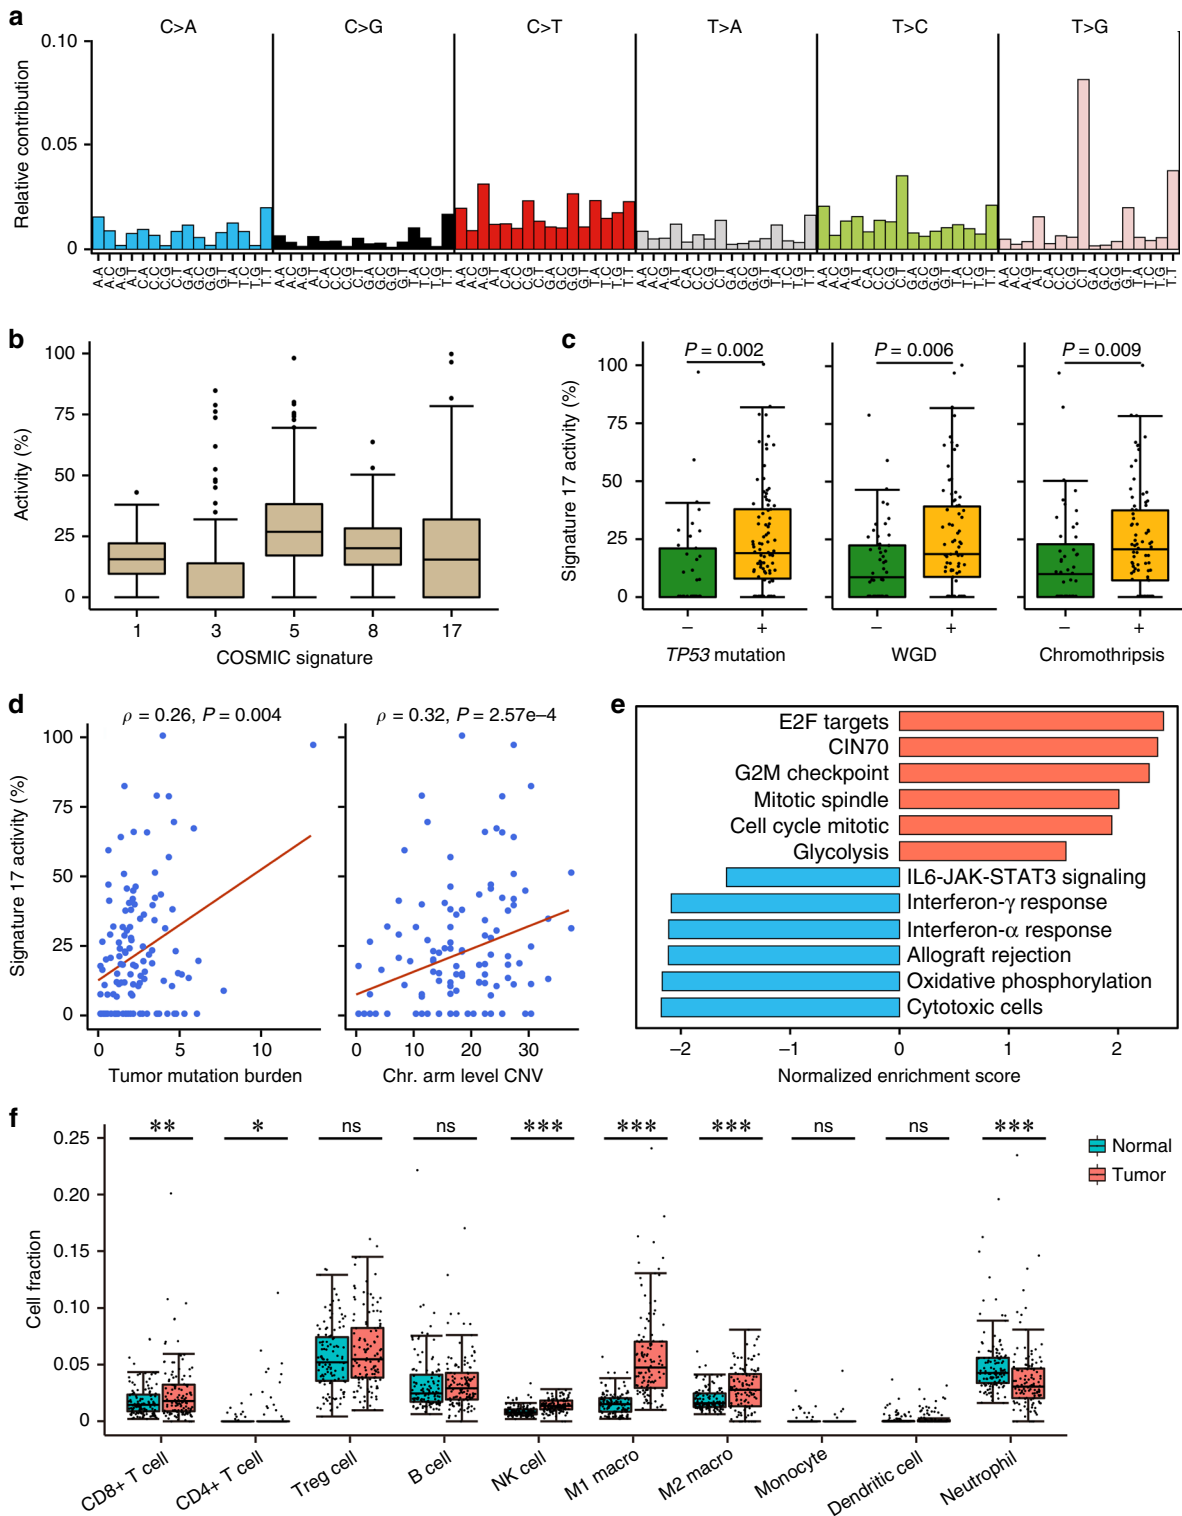 a
C>A C>G C>T T>A T>C T>G
Relative contribution
0.10
0.05
0
A.A A.C A.G A.T C.A C.C C.G C.T G.A G.C G.G G.T T.A T.C T.G T.T
b
Activity (%)
100
75
50
25
0
1 3 5 8 17
COSMIC signature
c
Signature 17 activity (%)
100
75
50
25
0
P = 0.002 P = 0.006 P = 0.009
− + − + − +
TP53 mutation WGD Chromothripsis
d
Signature 17 activity (%)
ρ = 0.26, P = 0.004 ρ = 0.32, P = 2.57e–4
100
75
50
25
0
0 5 10 0 10 20 30
Tumor mutation burden Chr. arm level CNV
e
E2F targets
CIN70
G2M checkpoint
Mitotic spindle
Cell cycle mitotic
Glycolysis
IL6-JAK-STAT3 signaling
Interferon-γ response
Interferon-α response
Allograft rejection
Oxidative phosphorylation
Cytotoxic cells
−2 −1 0 1 2
Normalized enrichment score
f
Cell fraction
0.25
0.20
0.15
0.10
0.05
0
** * ns ns *** *** *** ns ns ***
Normal
Tumor
CD8+ T cell CD4+ T cell Treg cell B cell NK cell M1 macro M2 macro Monocyte Dendritic cell Neutrophil